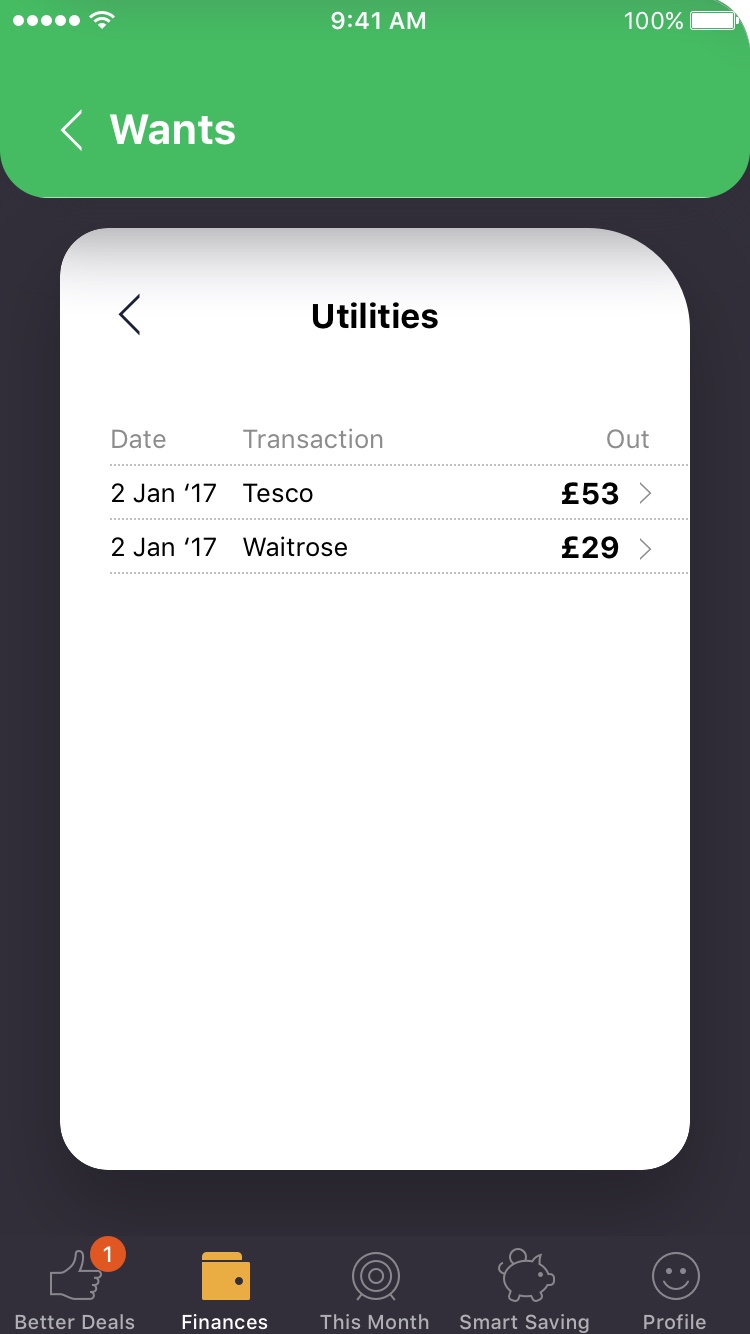 9:41 AM 100%
Wants
Utilities
Date Transaction Out
2 Jan ‘17 Tesco £53
2 Jan ‘17 Waitrose £29
1
Better Deals Finances This Month Smart Saving Profile